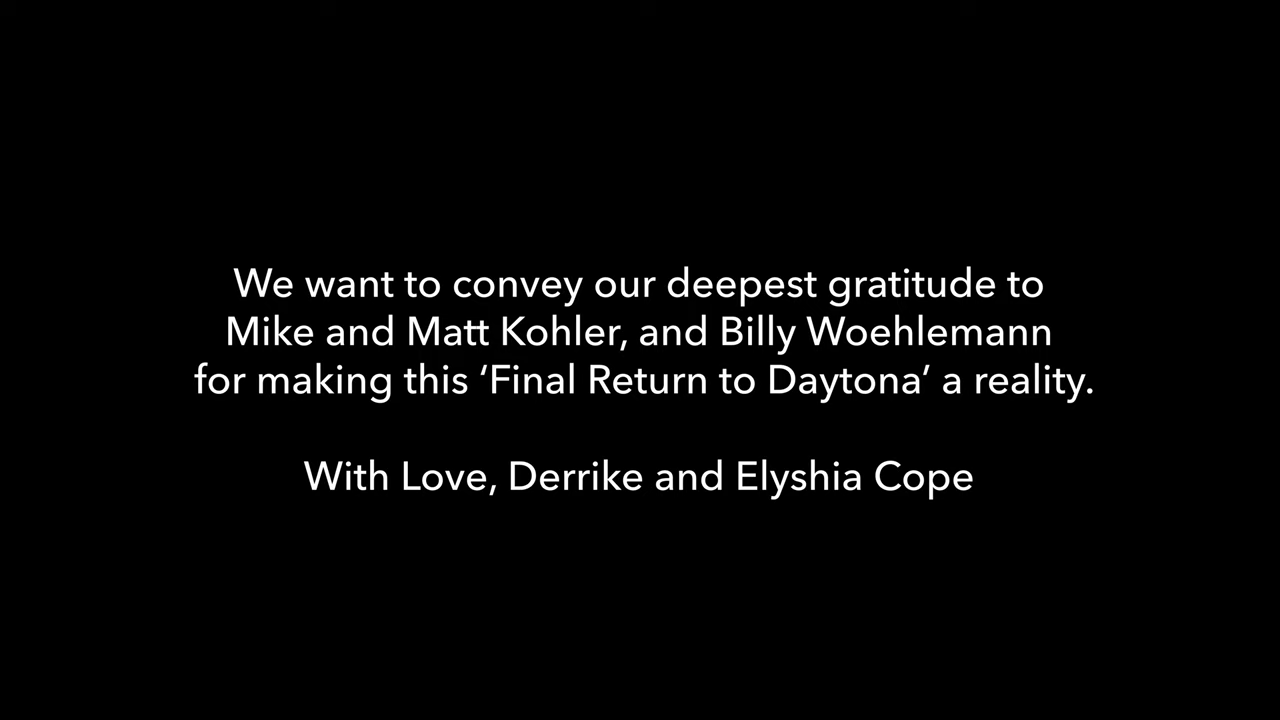 We want to convey our deepest gratitude to
Mike and Matt Kohler, and Billy Woehlemann
for making this ‘Final Return to Daytona’ a reality.
With Love, Derrike and Elyshia Cope